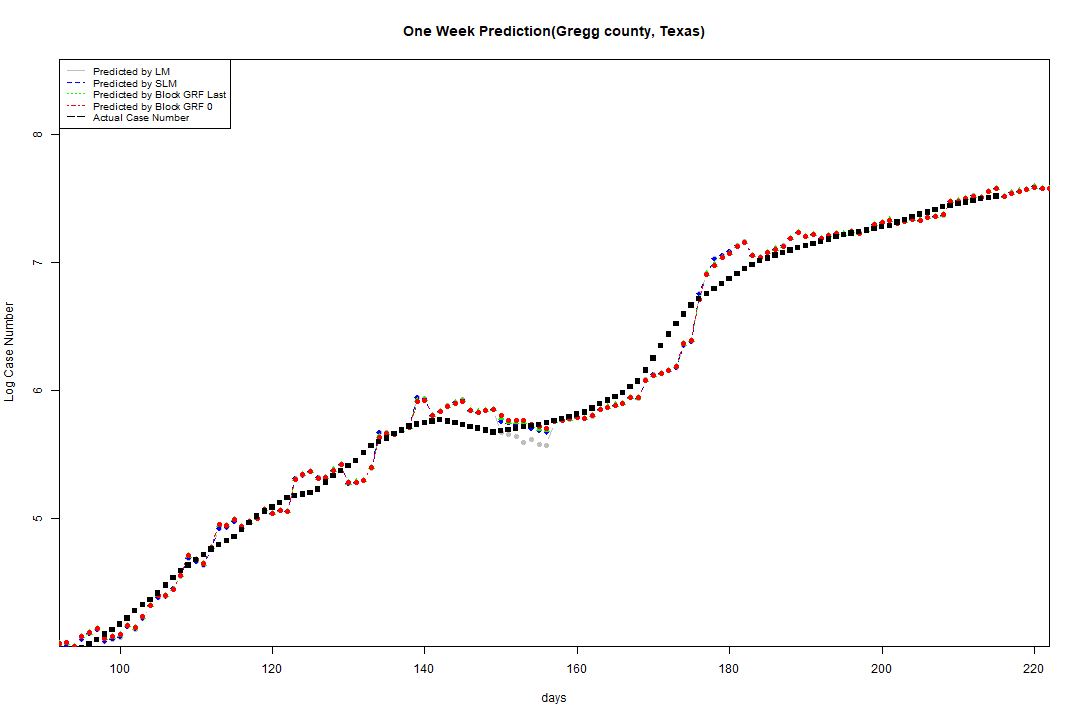 One Week Prediction(Gregg county, Texas)
Predicted by LM
Predicted by SLM
Predicted by Block GRF Last
Predicted by Block GRF 0
Actual Case Number
8
7
6
5
Log Case Number
100 120 140 160 180 200 220
days